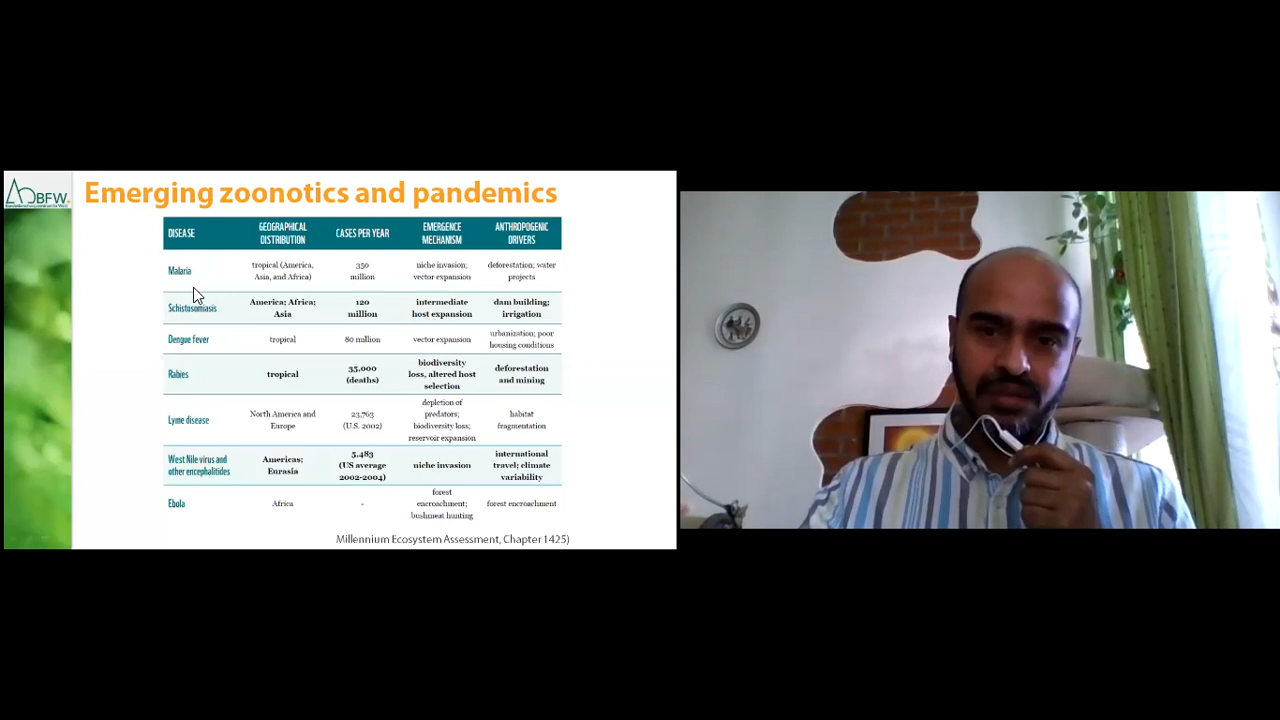 BFW
Emerging zoonotics and pandemics
DISEASE
GEOGRAPHICAL
DISTRIBUTION
CASES PER YEAR
EMERGENCE
MECHANISM
ANTHROPOGENIC
DRIVERS
Malaria
tropical (America,
Asia, and Africa)
350
million
niche invasion;
vector expansion
deforestation; water
projects
Schistosomiasis
America; Africa;
Asia
120
million
intermediate
host expansion
dam building;
irrigation
Dengue fever
tropical
80 million
vector expansion
urbanization; poor
housing conditions
Rabies
tropical
35,000
(deaths)
biodiversity
loss, altered host
selection
deforestation
and mining
Lyme disease
North America and
Europe
23,763
(U.S. 2002)
depletion of
predators;
biodiversity loss;
reservoir expansion
habitat
fragmentation
West Nile virus and
other encephalitides
Americas;
Eurasia
5,483
(US average
2002-2004)
niche invasion
international
travel; climate
variability
Ebola
Africa
-
forest
encroachment;
bushmeat hunting
forest encroachment
Millennium Ecosystem Assessment, Chapter 1425)